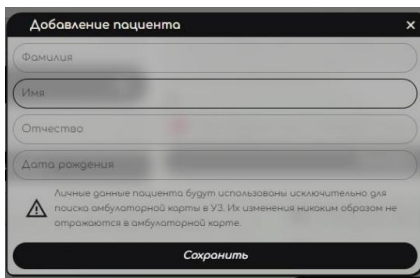 Добавление пациента
Фамилия
Имя
Отчество
Дата рождения
Личные данные пациента будут использованы исключительно для
поиска амбулаторной карты в УЗ. Их изменения никаким образом не
отражаются в амбулаторной карте.
Сохранить